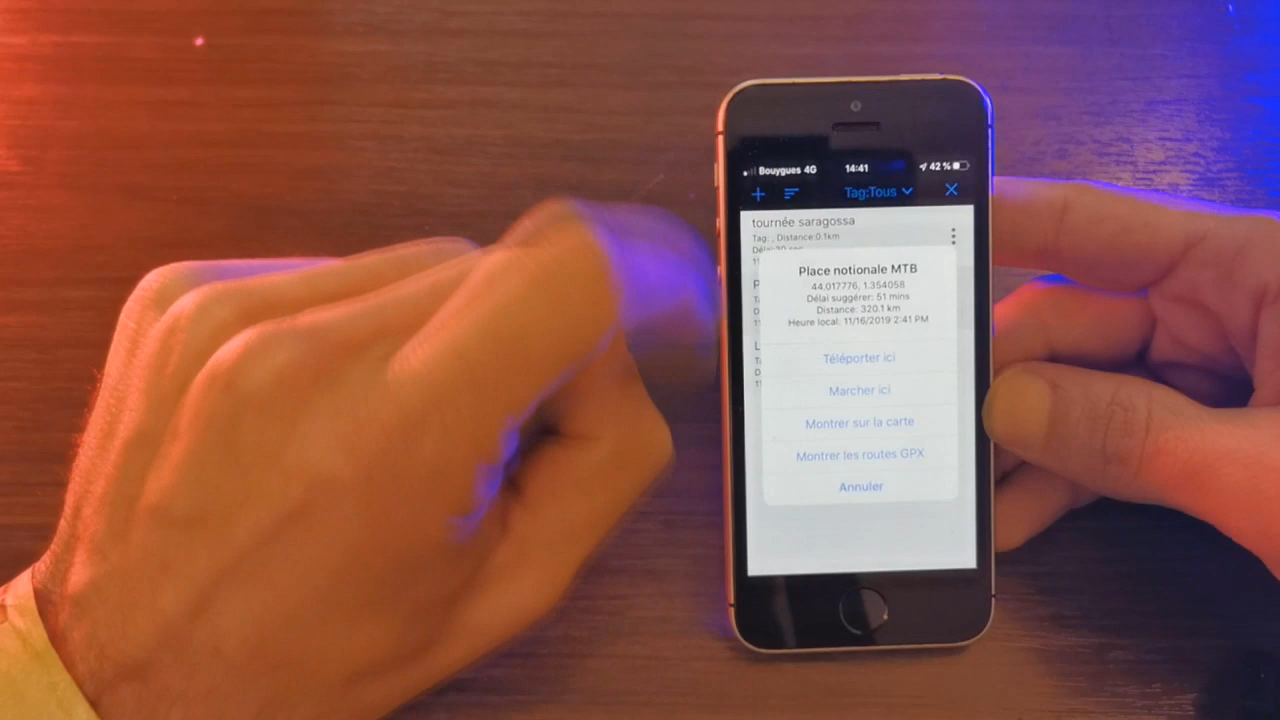 Bouygues 4G 14:41 42 %
Tag:Tous
tournée saragossa
Tag: , Distance:0.1km
Place notionale MTB
44.017776, 1.354058
Délai suggérer: 51 mins
Distance: 320.1 km
Heure local: 11/16/2019 2:41 PM
Téléporter ici
Marcher ici
Montrer sur la carte
Montrer les routes GPX
Annuler